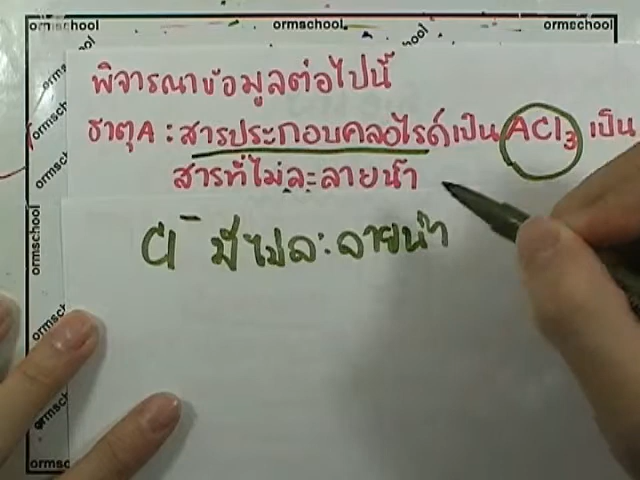 ormschool ormschool ormschool
พิจารณาข้อมูลต่อไปนี้
ธาตุA : สารประกอบคลอไรด์เป็น ACl₃ เป็น
สารที่ไม่ละลายน้ำ
Cl⁻ มีไม่ละลายน้ำ
ormschool
ormschool